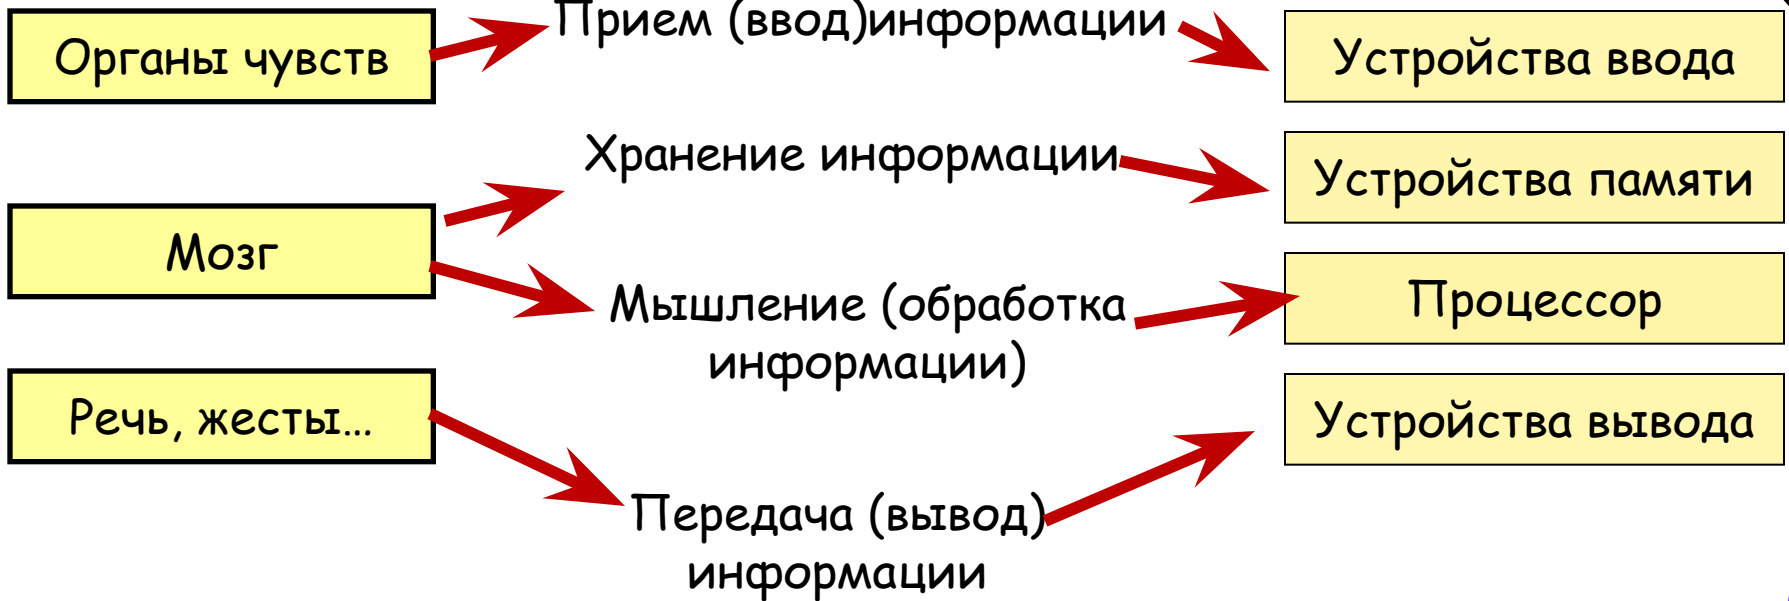 Органы чувств
Прием (ввод)информации
Устройства ввода
Хранение информации
Устройства памяти
Мозг
Мышление (обработка
информации)
Процессор
Речь, жесты...
Передача (вывод)
информации
Устройства вывода